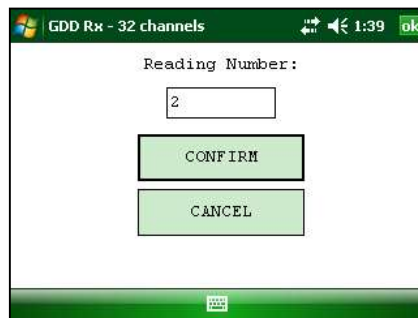 GDD Rx - 32 channels 1:39 ok
Reading Number:
2
CONFIRM
CANCEL